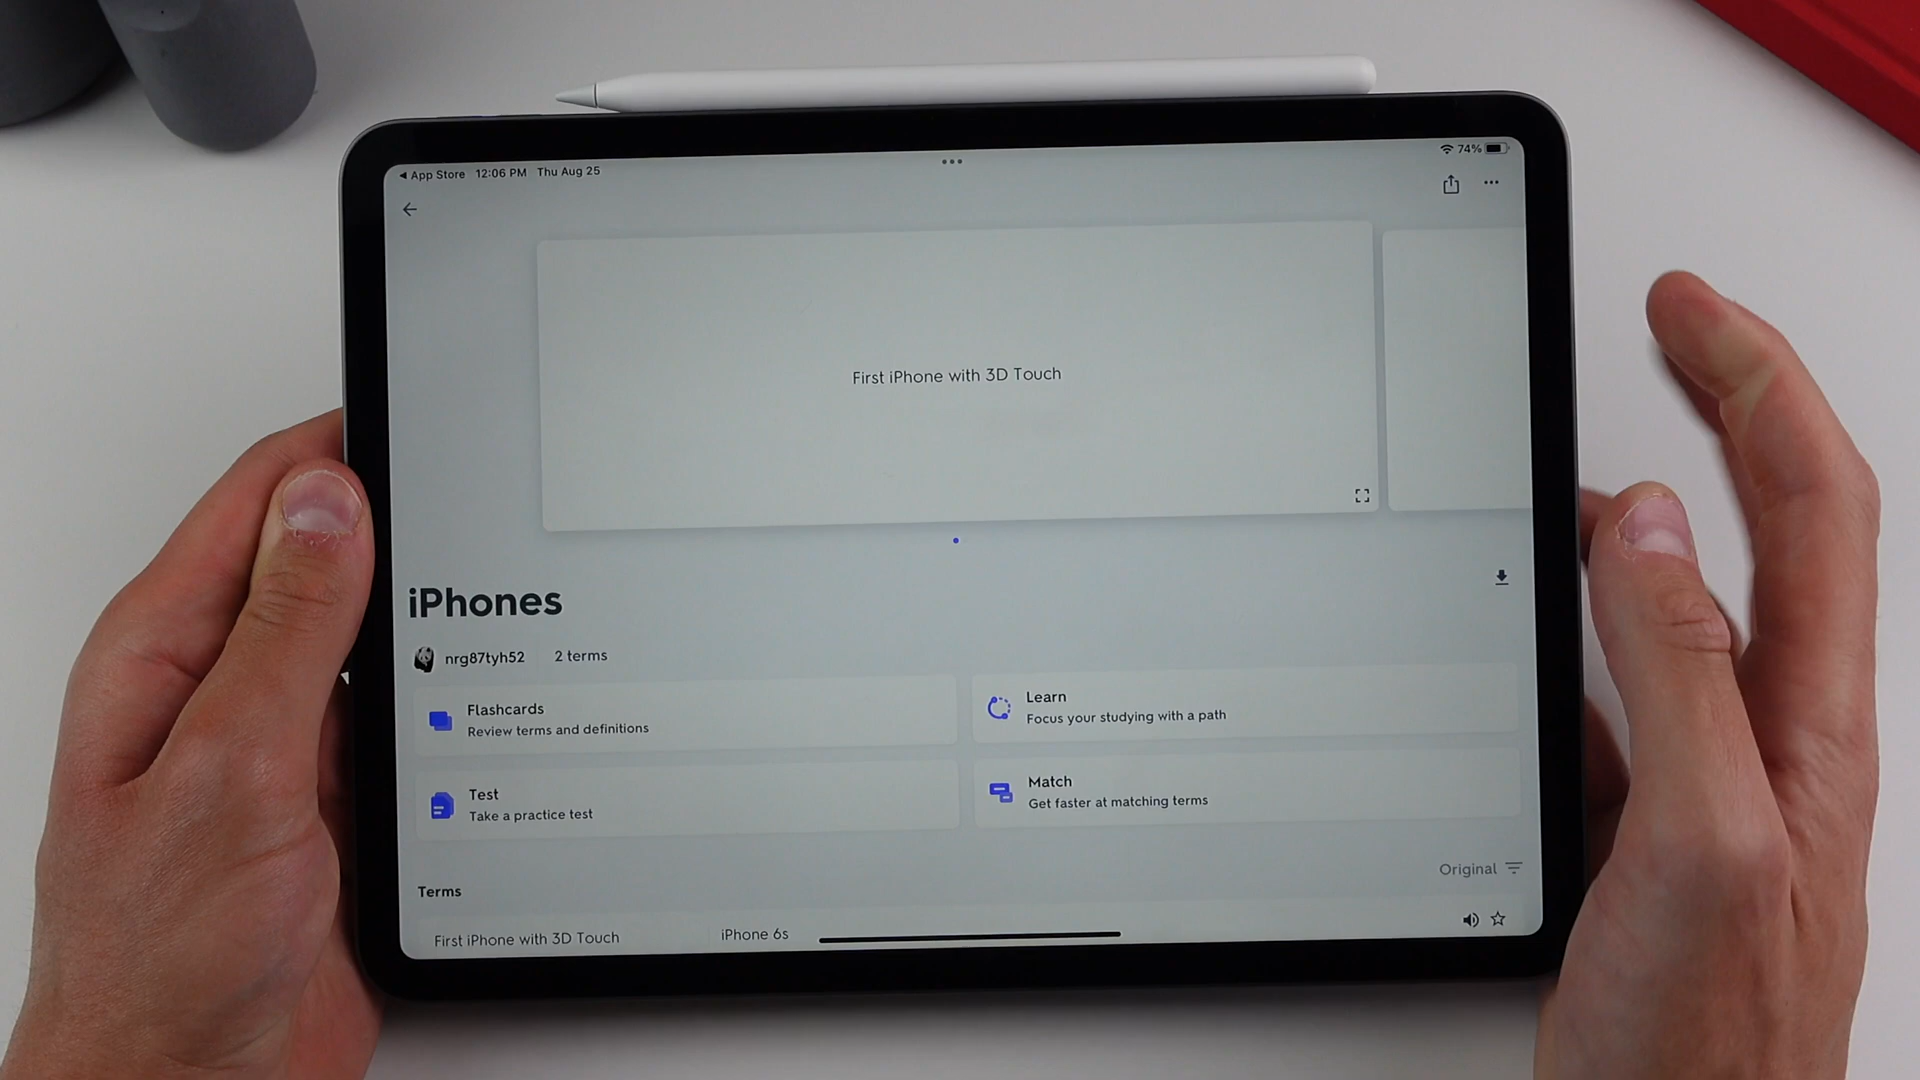 ◀ App Store 12:06 PM Thu Aug 25
74%
First iPhone with 3D Touch
iPhones
nrg87tyh52 2 terms
Flashcards
Review terms and definitions
Learn
Focus your studying with a path
Test
Take a practice test
Match
Get faster at matching terms
Original
Terms
First iPhone with 3D Touch iPhone 6s